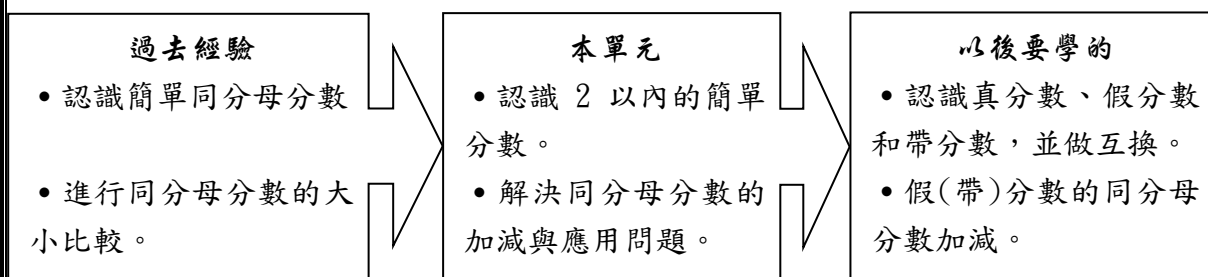 過去經驗
•認識簡單同分母分數
•進行同分母分數的大
小比較。
本單元
•認識 2 以內的簡單
分數。
•解決同分母分數的
加減與應用問題。
以後要學的
•認識真分數、假分數
和帶分數,並做互換。
•假(帶)分數的同分母
分數加減。